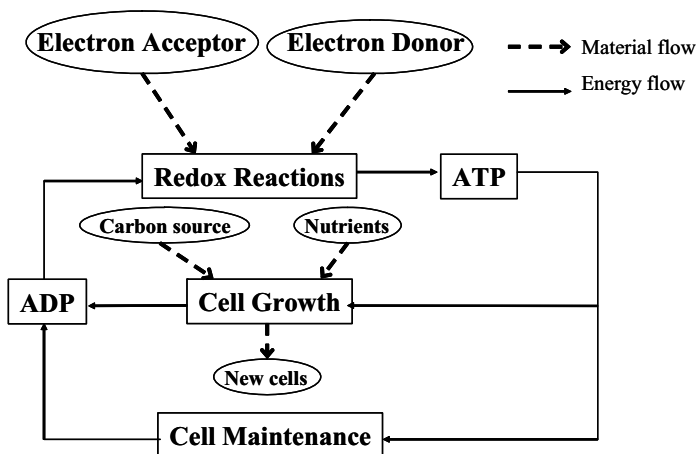 Electron Acceptor
Electron Donor
Material flow
Energy flow
Redox Reactions
ATP
Carbon source
Nutrients
ADP
Cell Growth
New cells
Cell Maintenance